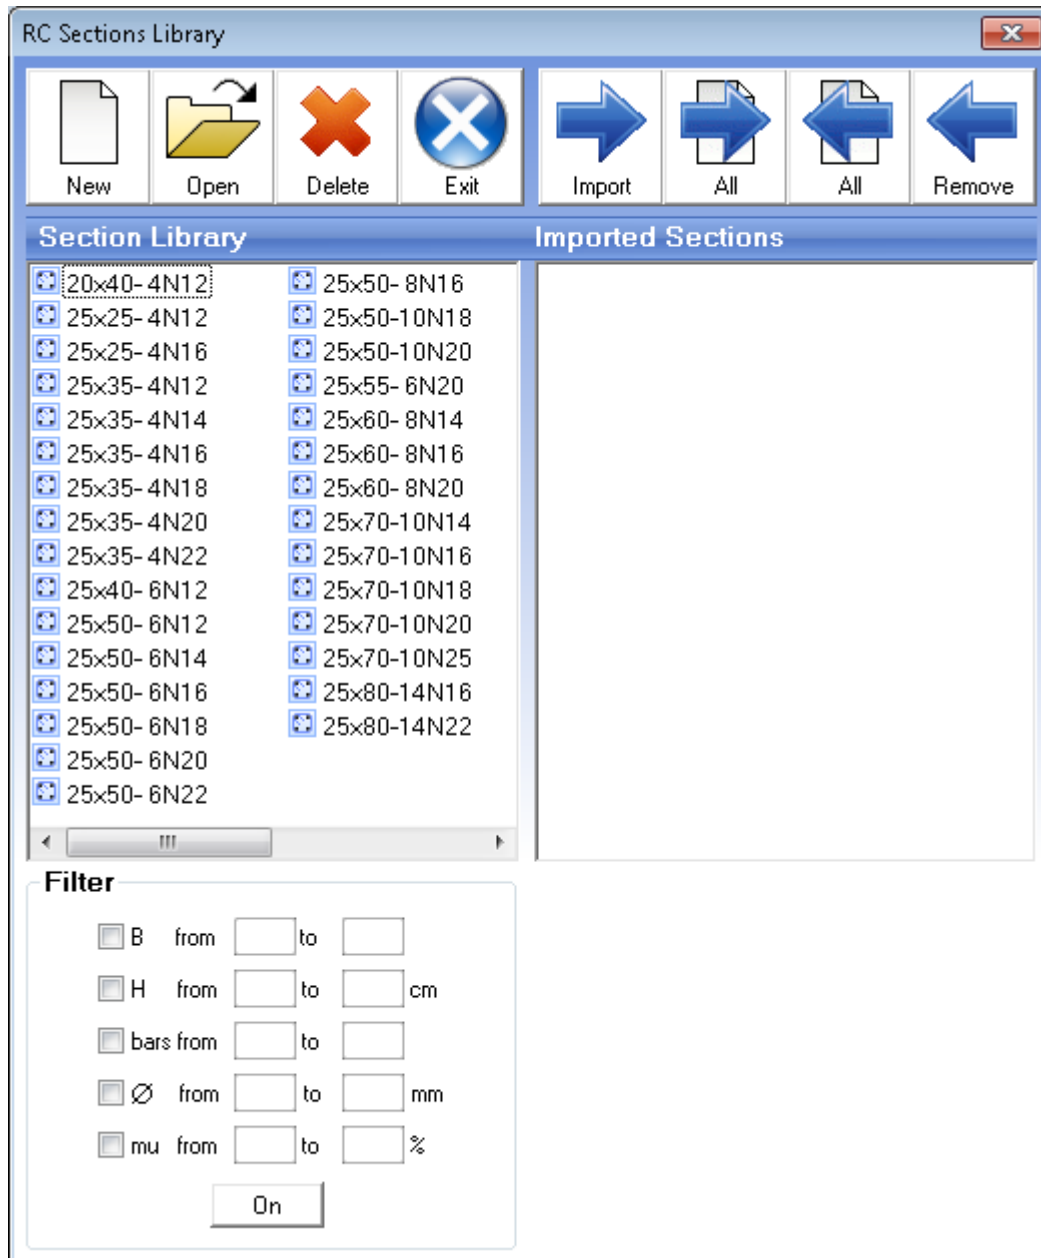 RC Sections Library
New Open Delete Exit Import All All Remove
Section Library Imported Sections
20x40- 4N12 25x50- 8N16
25x25- 4N12 25x50-10N18
25x25- 4N16 25x50-10N20
25x35- 4N12 25x55- 6N20
25x35- 4N14 25x60- 8N14
25x35- 4N16 25x60- 8N16
25x35- 4N18 25x60- 8N20
25x35- 4N20 25x70-10N14
25x35- 4N22 25x70-10N16
25x40- 6N12 25x70-10N18
25x50- 6N12 25x70-10N20
25x50- 6N14 25x70-10N25
25x50- 6N16 25x80-14N16
25x50- 6N18 25x80-14N22
25x50- 6N20
25x50- 6N22
Filter
B from to
H from to cm
bars from to
Ø from to mm
mu from to %
On